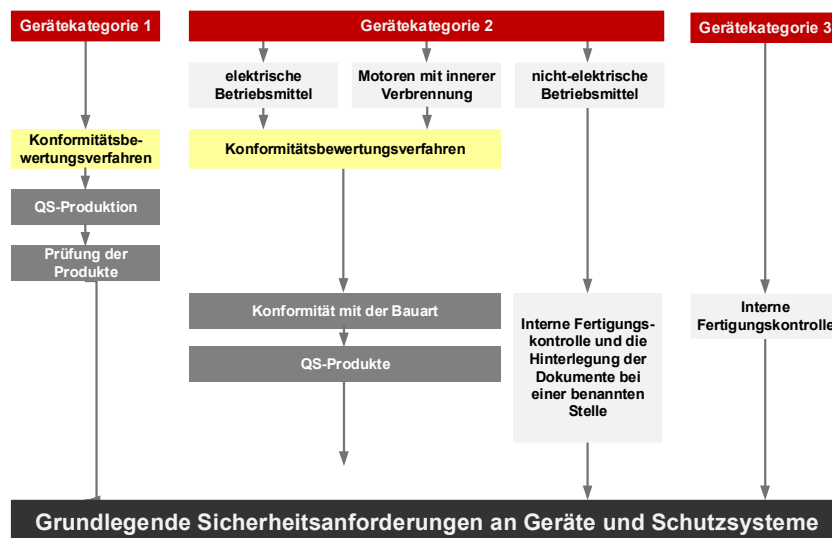 Gerätekategorie 1
Gerätekategorie 2
Gerätekategorie 3
elektrische
Betriebsmittel
Motoren mit innerer
Verbrennung
nicht-elektrische
Betriebsmittel
Konformitätsbe-
wertungsverfahren
Konformitätsbewertungsverfahren
QS-Produktion
Prüfung der
Produkte
Konformität mit der Bauart
QS-Produkte
Interne Fertigungs-
kontrolle und die
Hinterlegung der
Dokumente bei
einer benannten
Stelle
Interne
Fertigungskontrolle
Grundlegende Sicherheitsanforderungen an Geräte und Schutzsysteme